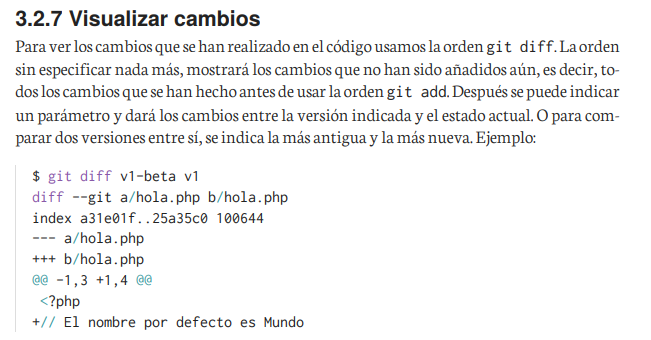 3.2.7 Visualizar cambios
Para ver los cambios que se han realizado en el código usamos la orden git diff. La orden
sin especificar nada más, mostrará los cambios que no han sido añadidos aún, es decir, to-
dos los cambios que se han hecho antes de usar la orden git add. Después se puede indicar
un parámetro y dará los cambios entre la versión indicada y el estado actual. O para com-
parar dos versiones entre sí, se indica la más antigua y la más nueva. Ejemplo:
$ git diff v1-beta v1
diff --git a/hola.php b/hola.php
index a31e01f..25a35c0 100644
--- a/hola.php
+++ b/hola.php
@@ -1,3 +1,4 @@
 <?php
+// El nombre por defecto es Mundo